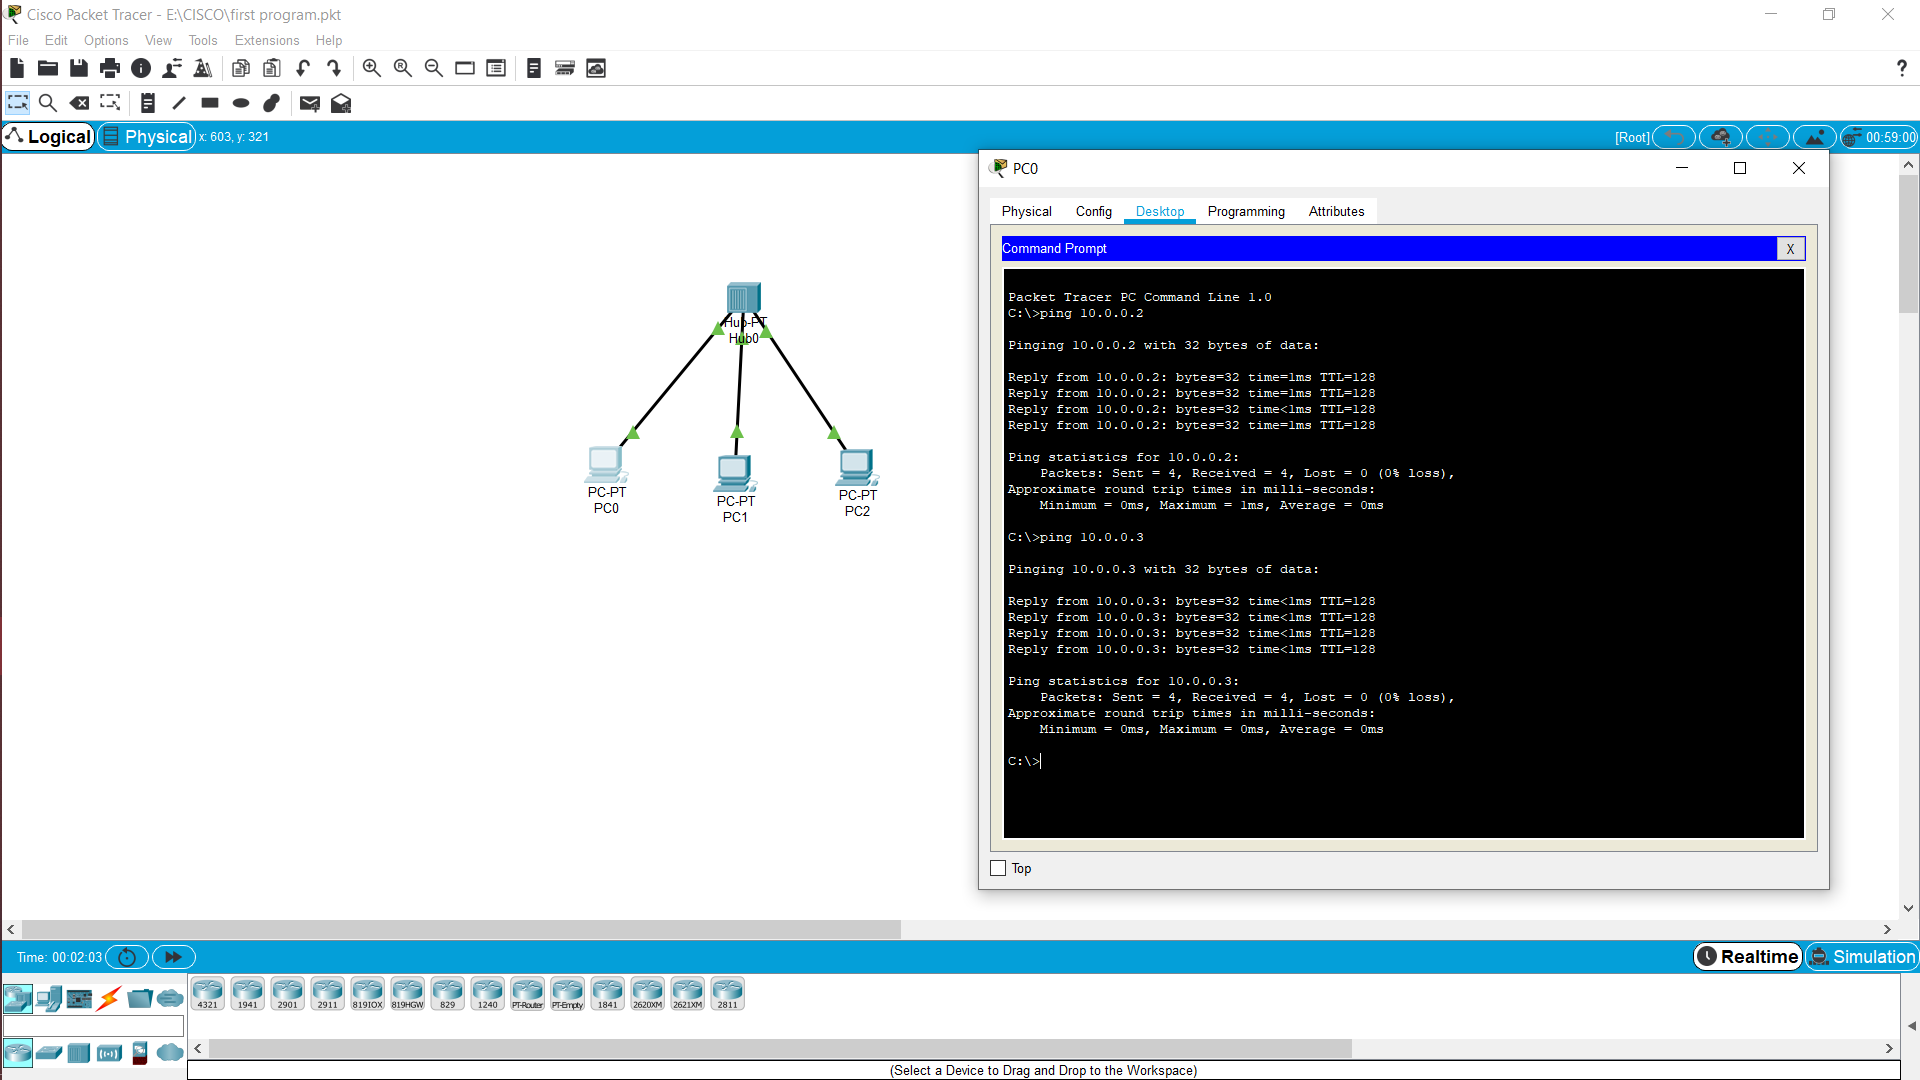 Cisco Packet Tracer - E:\CISCO\first program.pkt
File Edit Options View Tools Extensions Help
Logical Physical x: 603, y: 321 [Root] 00:59:00
Hub-PT
Hub0
PC-PT
PC0
PC-PT
PC1
PC-PT
PC2
PC0
Physical Config Desktop Programming Attributes
Command Prompt X
Packet Tracer PC Command Line 1.0
C:\>ping 10.0.0.2
Pinging 10.0.0.2 with 32 bytes of data:
Reply from 10.0.0.2: bytes=32 time=1ms TTL=128
Reply from 10.0.0.2: bytes=32 time=1ms TTL=128
Reply from 10.0.0.2: bytes=32 time<1ms TTL=128
Reply from 10.0.0.2: bytes=32 time=1ms TTL=128
Ping statistics for 10.0.0.2:
Packets: Sent = 4, Received = 4, Lost = 0 (0% loss),
Approximate round trip times in milli-seconds:
Minimum = 0ms, Maximum = 1ms, Average = 0ms
C:\>ping 10.0.0.3
Pinging 10.0.0.3 with 32 bytes of data:
Reply from 10.0.0.3: bytes=32 time<1ms TTL=128
Reply from 10.0.0.3: bytes=32 time<1ms TTL=128
Reply from 10.0.0.3: bytes=32 time<1ms TTL=128
Reply from 10.0.0.3: bytes=32 time<1ms TTL=128
Ping statistics for 10.0.0.3:
Packets: Sent = 4, Received = 4, Lost = 0 (0% loss),
Approximate round trip times in milli-seconds:
Minimum = 0ms, Maximum = 0ms, Average = 0ms
C:\>
Top
Time: 00:02:03 Realtime Simulation
4321 1941 2901 2911 819IOX 819HGW 829 1240 PT-Router PT-Empty 1841 2620XM 2621XM 2811
(Select a Device to Drag and Drop to the Workspace)